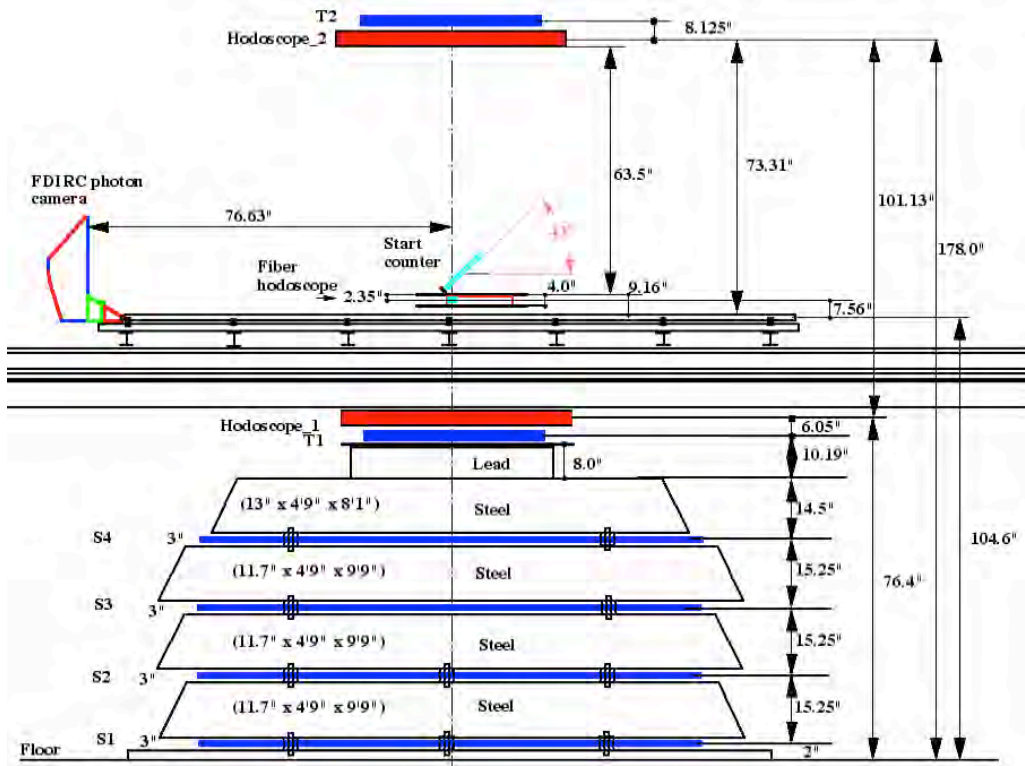 T2
8.125"
Hodoscope_2
63.5"
73.31"
FDIRC photon
camera
76.63"
101.13"
178.0"
Start
counter
Fiber
hodoscope
2.35"
4.0"
9.16"
7.56"
Hodoscope_1
T1
6.05"
Lead
8.0"
10.19"
(13" x 4'9" x 8'1")
Steel
14.5"
S4
3"
104.6"
(11.7" x 4'9" x 9'9")
Steel
15.25"
76.4"
S3
3"
(11.7" x 4'9" x 9'9")
Steel
15.25"
S2
3"
(11.7" x 4'9" x 9'9")
Steel
15.25"
S1
3"
Floor
2"